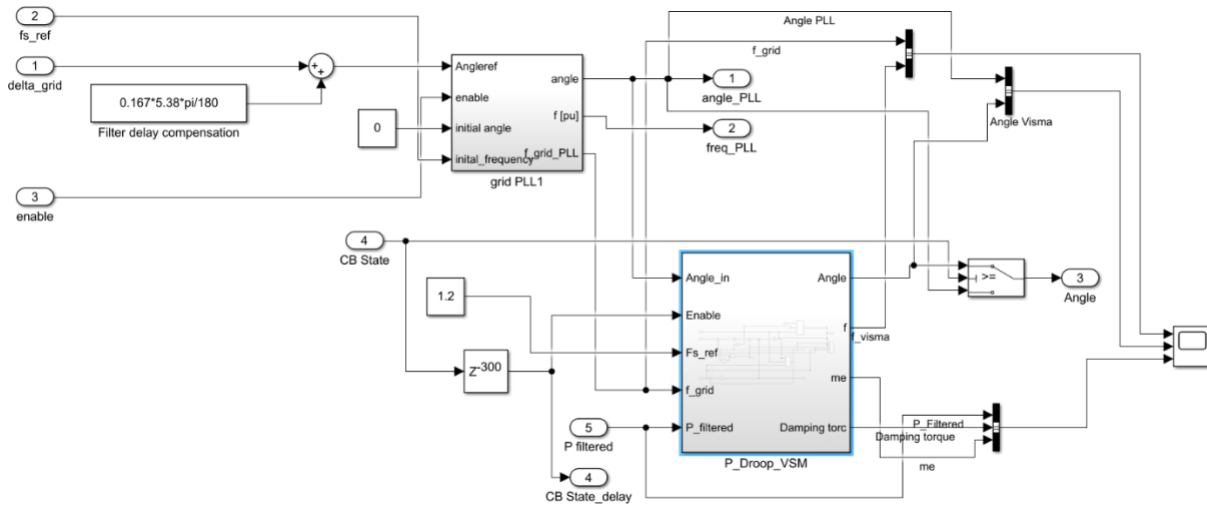 2
fs_ref
1
delta_grid
0.167*5.38*pi/180
Filter delay compensation
3
enable
+
+
0
Angleref
enable
initial angle
inital_frequency
angle
f [pu]
f_grid_PLL
grid PLL1
1
angle_PLL
2
freq_PLL
Angle PLL
f_grid
Angle Visma
4
CB State
1.2
Z-300
5
P filtered
4
CB State_delay
Angle_in
Enable
Fs_ref
f_grid
P_filtered
Angle
f
f_visma
me
Damping torc
P_Droop_VSM
>=
3
Angle
P_Filtered
Damping torque
me